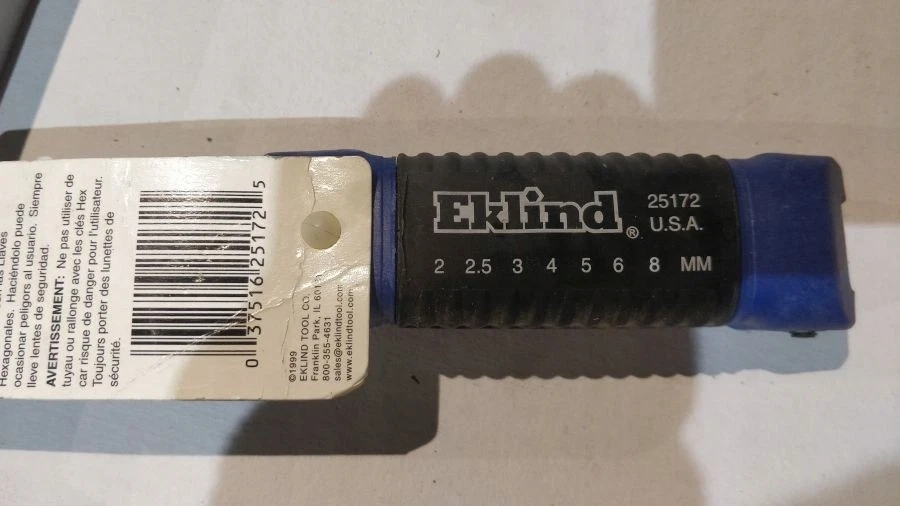 Eklind®
25172
U.S.A.
2 2.5 3 4 5 6 8 MM
Hexagonales. Haciéndolo puede
ocasionar peligors al usuario. Siempre
lleve lentes de seguridad.
AVERTISSEMENT: Ne pas utiliser de
tuyau ou rallonge avec les clés Hex
car risque de danger pour l'utilisateur.
Toujours porter des lunettes de
sécurité.
0 37516 25172 5
©1999
EKLIND TOOL CO.
Franklin Park, IL
800-355-4631
sales@eklindtool.com
www.eklindtool.com